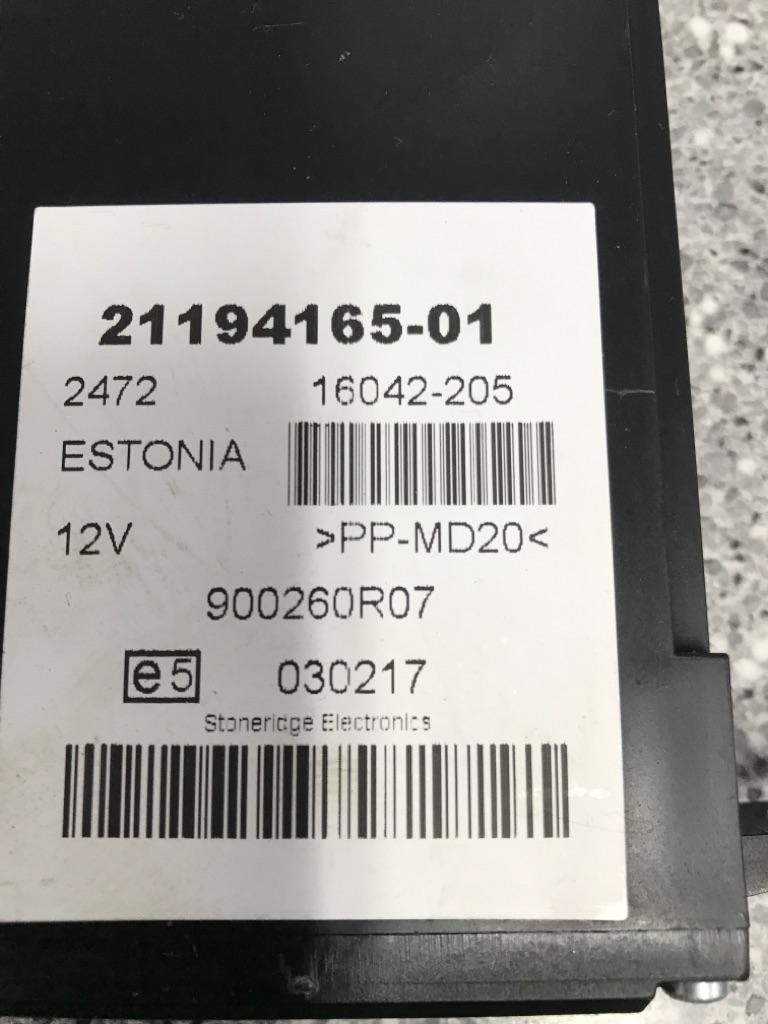 21194165-01
2472 16042-205
ESTONIA
12V >PP-MD20<
900260R07
e5 030217
Stoneridge Electronics